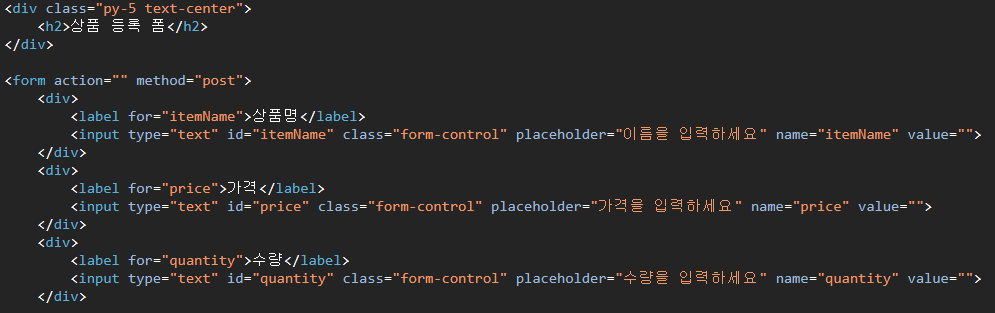 <div class="py-5 text-center">
    <h2>상품 등록 폼</h2>
</div>

<form action="" method="post">
    <div>
        <label for="itemName">상품명</label>
        <input type="text" id="itemName" class="form-control" placeholder="이름을 입력하세요" name="itemName" value="">
    </div>
    <div>
        <label for="price">가격</label>
        <input type="text" id="price" class="form-control" placeholder="가격을 입력하세요" name="price" value="">
    </div>
    <div>
        <label for="quantity">수량</label>
        <input type="text" id="quantity" class="form-control" placeholder="수량을 입력하세요" name="quantity" value="">
    </div>